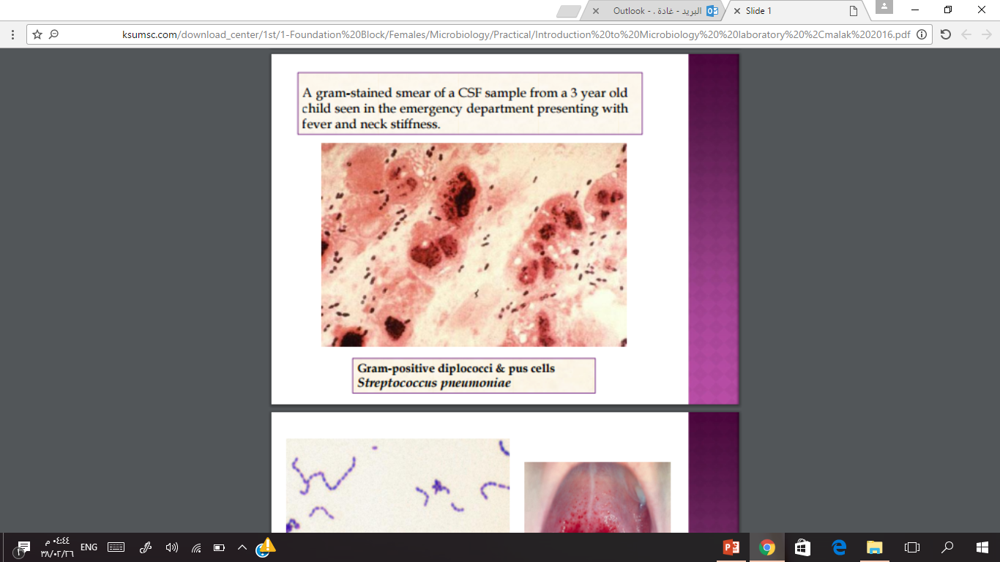 البريد - غادة . - Outlook
Slide 1
ksumsc.com/download_center/1st/1-Foundation%20Block/Females/Microbiology/Practical/Introduction%20to%20Microbiology%20%20laboratory%20%2Cmalak%202016.pdf
A gram-stained smear of a CSF sample from a 3 year old
child seen in the emergency department presenting with
fever and neck stiffness.
Gram-positive diplococci & pus cells
Streptococcus pneumoniae
٠٤:٤٤ م
ENG
٣٨/٠٢/٢٦